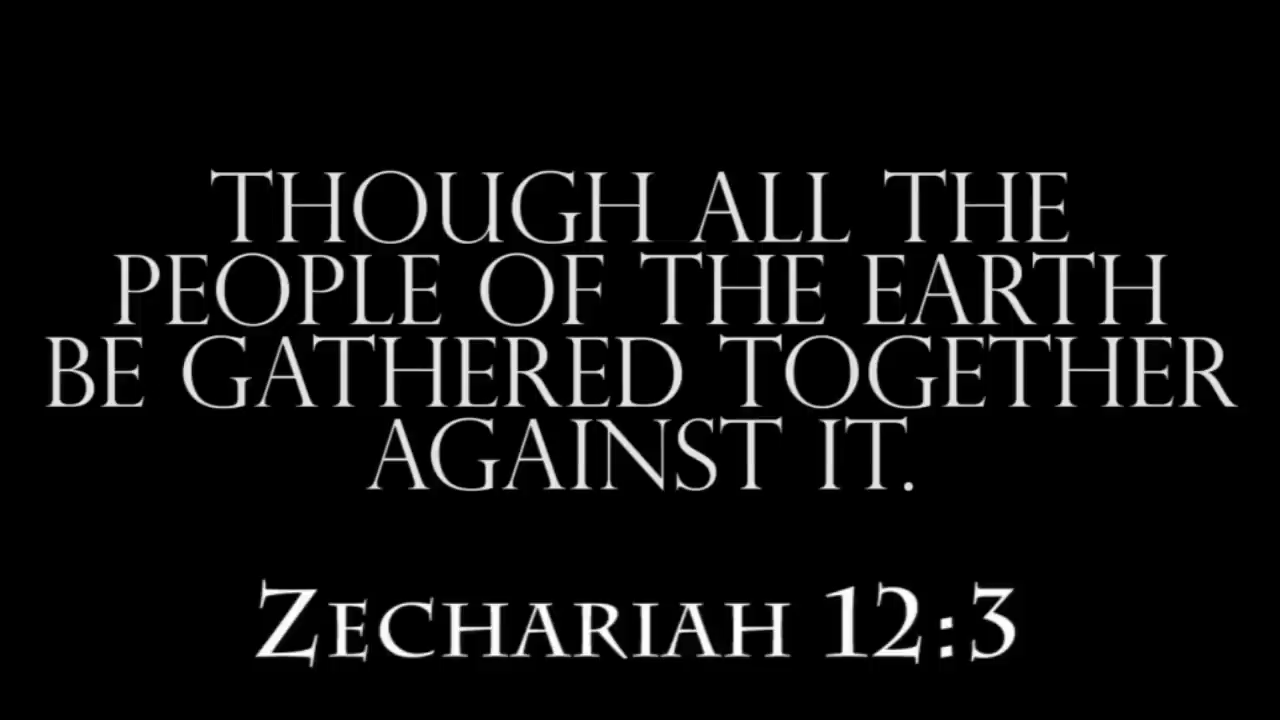 THOUGH ALL THE
PEOPLE OF THE EARTH
BE GATHERED TOGETHER
AGAINST IT.
ZECHARIAH 12:3